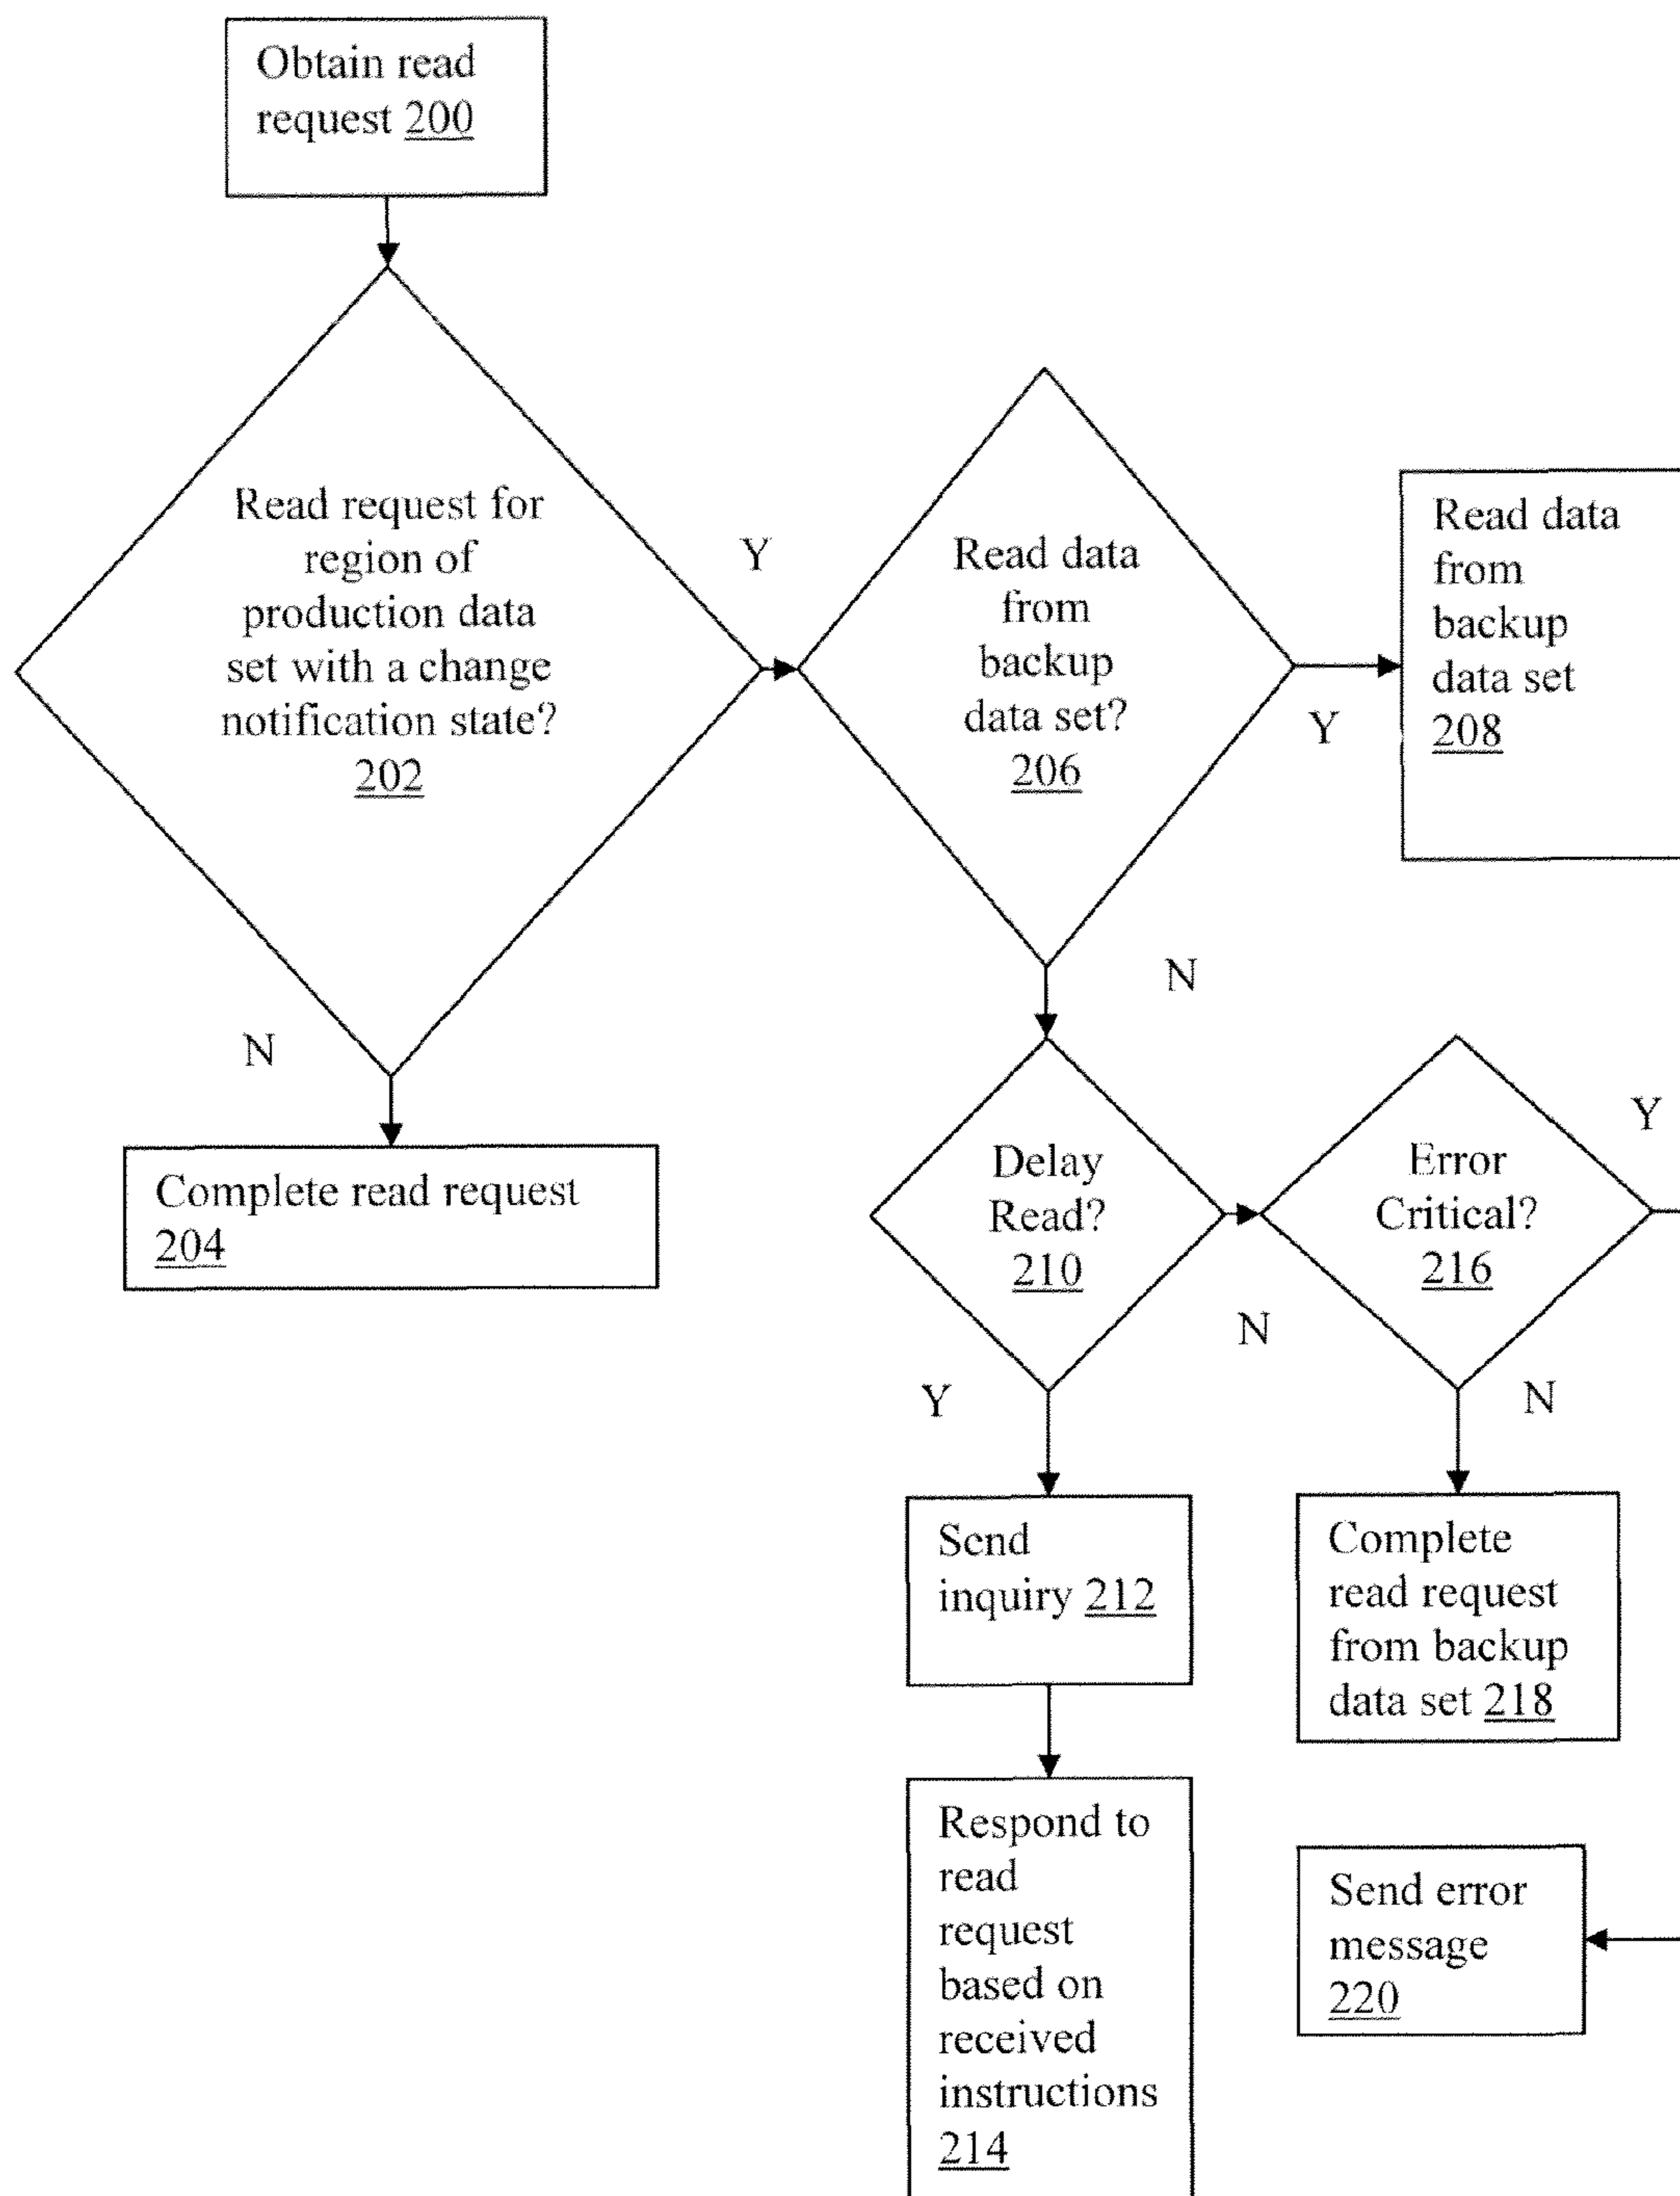 Obtain read
request 200
Read request for
region of
production data
set with a change
notification state?
202
Y
Read data
from
backup
data set?
206
Y
Read data
from
backup
data set
208
N
Complete read request
204
N
Delay
Read?
210
N
Error
Critical?
216
Y
Y
Send
inquiry 212
N
Complete
read request
from backup
data set 218
Respond to
read
request
based on
received
instructions
214
Send error
message
220